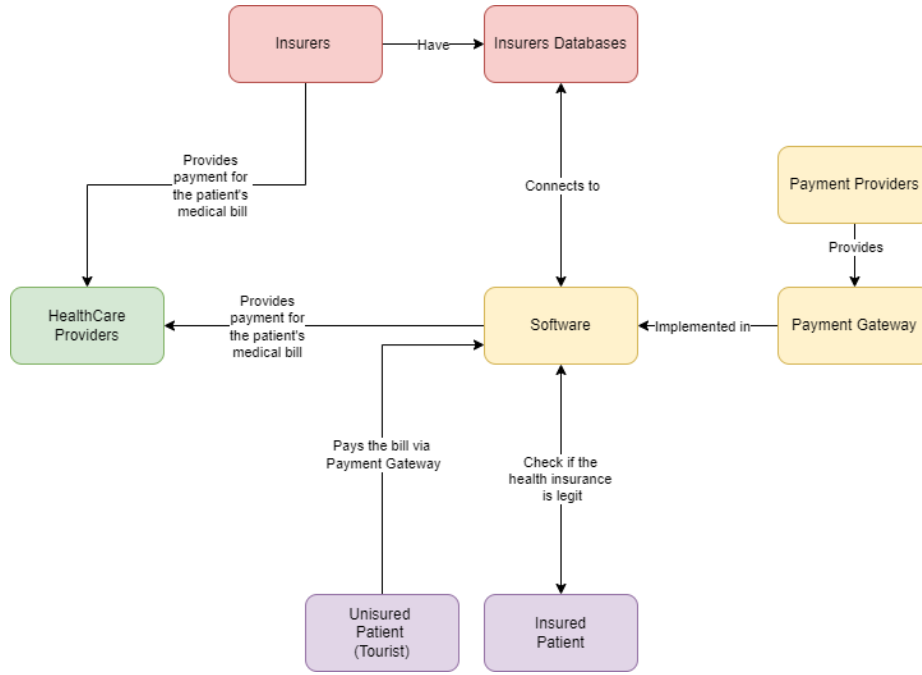 Insurers
Have
Insurers Databases
Provides
payment for
the patient's
medical bill
Connects to
Payment Providers
Provides
HealthCare
Providers
Provides
payment for
the patient's
medical bill
Software
Implemented in
Payment Gateway
Pays the bill via
Payment Gateway
Check if the
health insurance
is legit
Unisured
Patient
(Tourist)
Insured
Patient